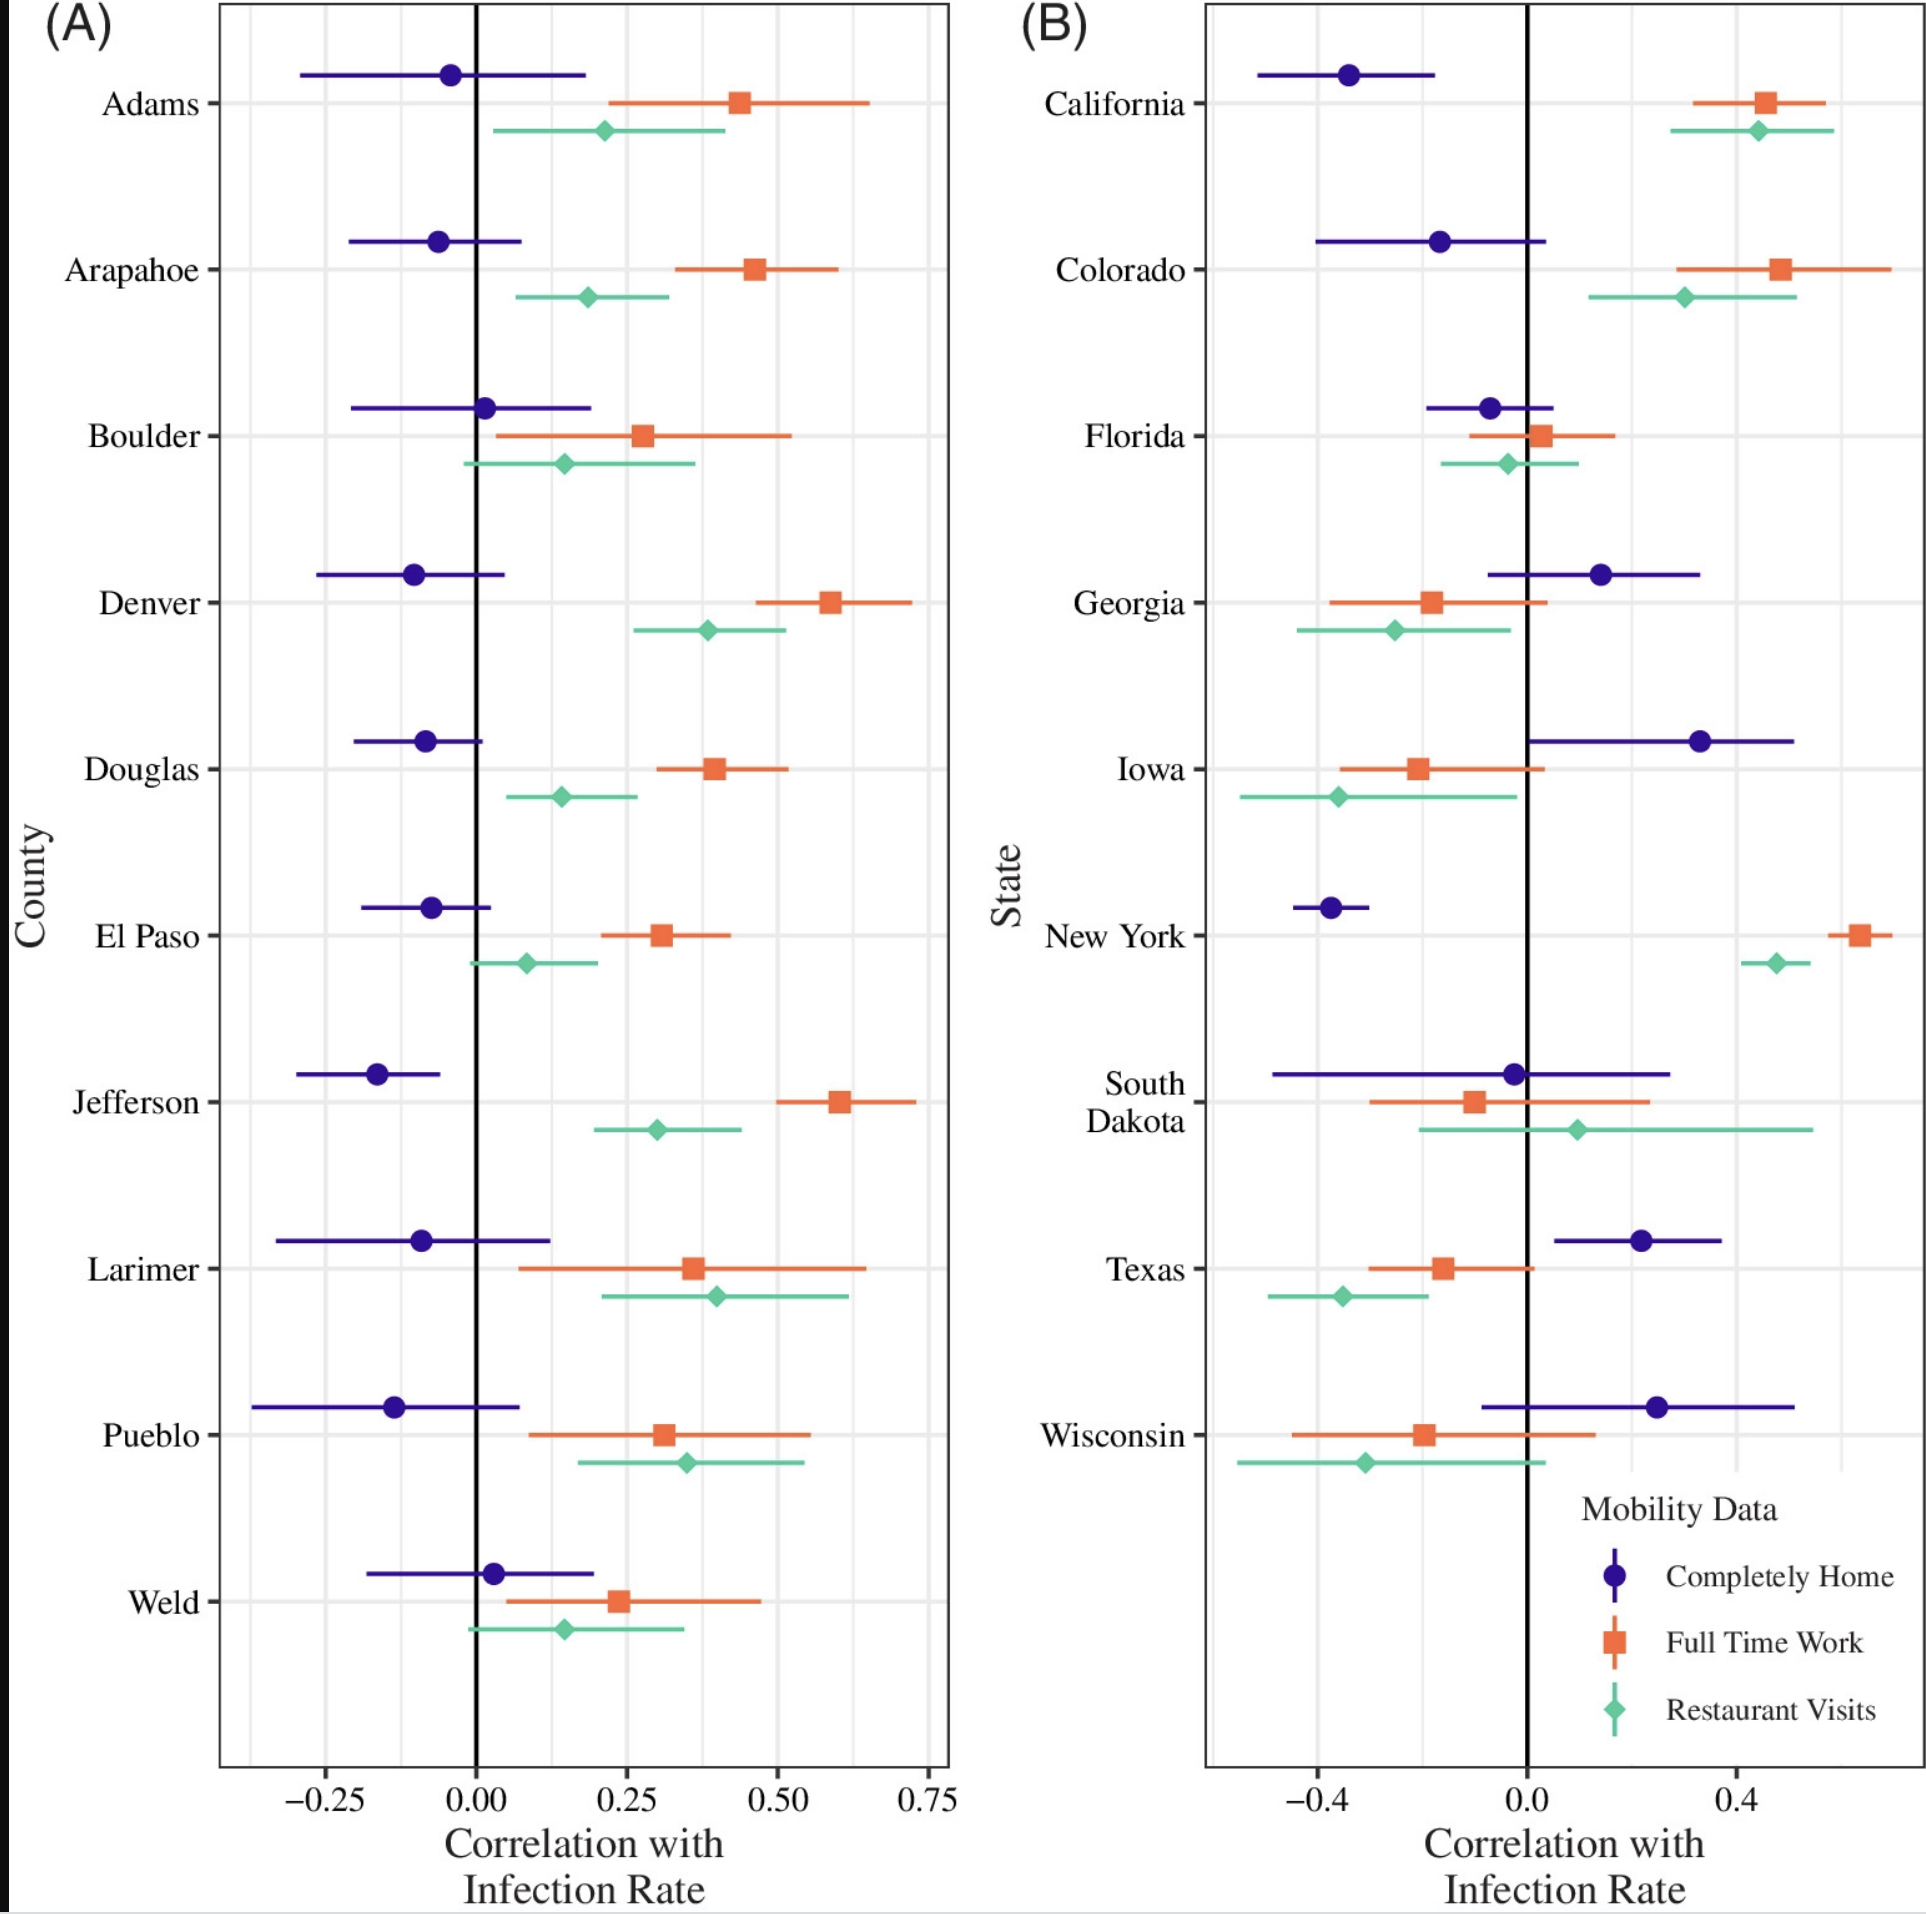 (A)
Adams
Arapahoe
Boulder
Denver
Douglas
El Paso
Jefferson
Larimer
Pueblo
Weld
County
−0.25 0.00 0.25 0.50 0.75
Correlation with
Infection Rate
(B)
California
Colorado
Florida
Georgia
Iowa
New York
South
Dakota
Texas
Wisconsin
State
Mobility Data
Completely Home
Full Time Work
Restaurant Visits
−0.4 0.0 0.4
Correlation with
Infection Rate